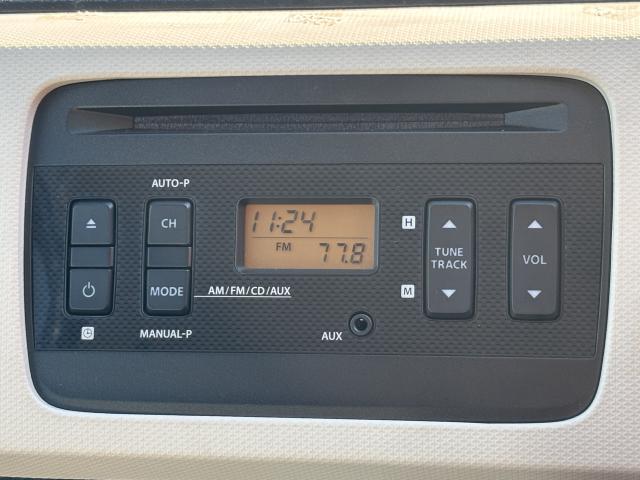 AUTO-P
CH
11:24
FM 77.8
H
TUNE
TRACK
VOL
MODE
AM/FM/CD/AUX
M
MANUAL-P
AUX